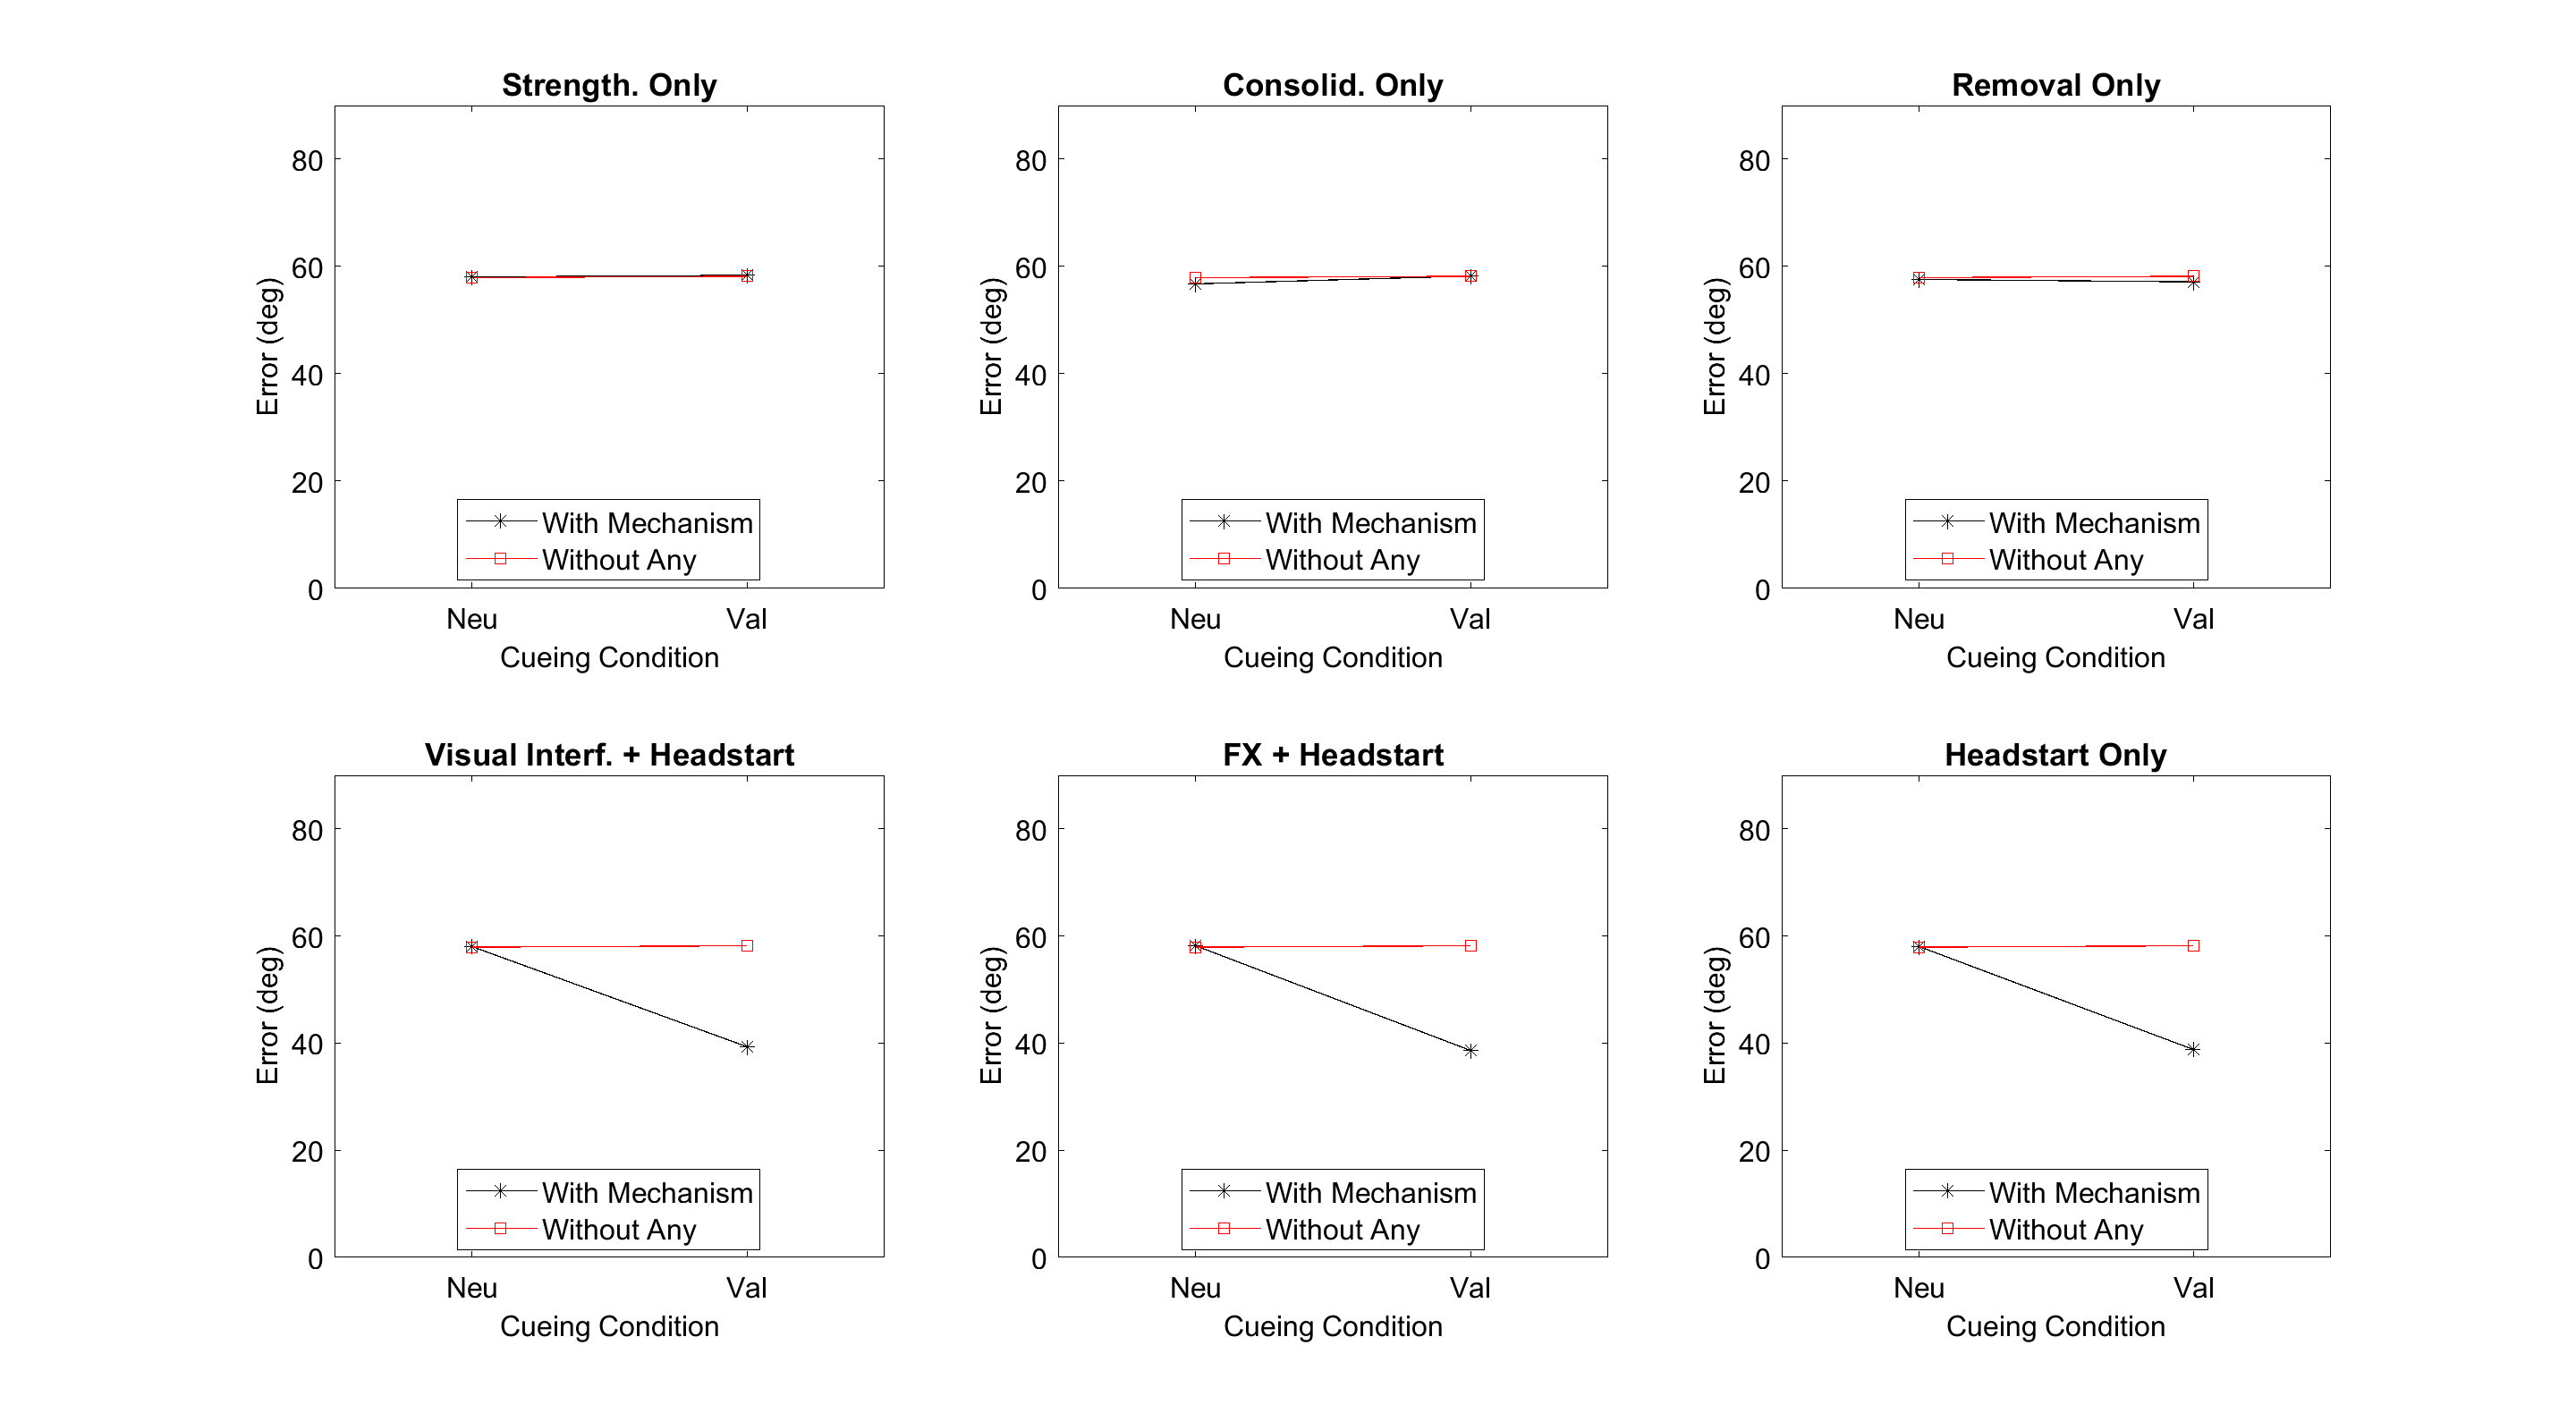 Strength. Only
Error (deg)
80
60
40
20
0
With Mechanism
Without Any
Neu Val
Cueing Condition
Consolid. Only
Error (deg)
80
60
40
20
0
With Mechanism
Without Any
Neu Val
Cueing Condition
Removal Only
Error (deg)
80
60
40
20
0
With Mechanism
Without Any
Neu Val
Cueing Condition
Visual Interf. + Headstart
Error (deg)
80
60
40
20
0
With Mechanism
Without Any
Neu Val
Cueing Condition
FX + Headstart
Error (deg)
80
60
40
20
0
With Mechanism
Without Any
Neu Val
Cueing Condition
Headstart Only
Error (deg)
80
60
40
20
0
With Mechanism
Without Any
Neu Val
Cueing Condition